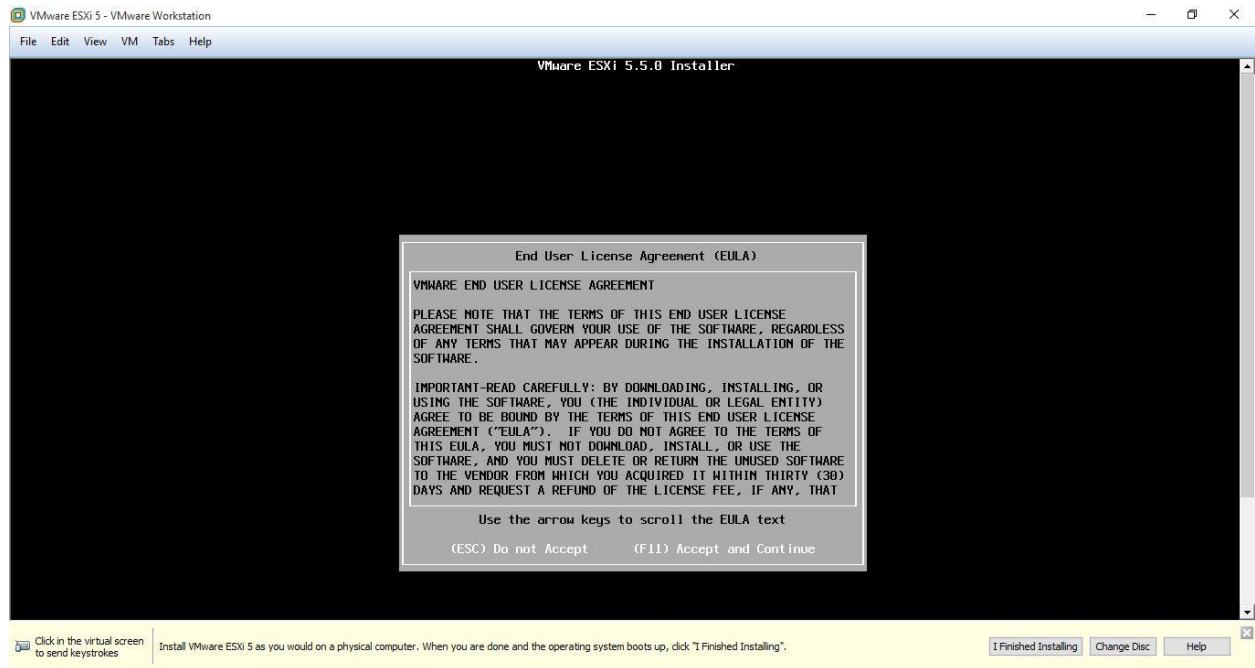 VMware ESXi 5 - VMware Workstation
File Edit View VM Tabs Help
VMware ESXi 5.5.0 Installer
End User License Agreement (EULA)
VMWARE END USER LICENSE AGREEMENT
PLEASE NOTE THAT THE TERMS OF THIS END USER LICENSE
AGREEMENT SHALL GOVERN YOUR USE OF THE SOFTWARE, REGARDLESS
OF ANY TERMS THAT MAY APPEAR DURING THE INSTALLATION OF THE
SOFTWARE.
IMPORTANT-READ CAREFULLY: BY DOWNLOADING, INSTALLING, OR
USING THE SOFTWARE, YOU (THE INDIVIDUAL OR LEGAL ENTITY)
AGREE TO BE BOUND BY THE TERMS OF THIS END USER LICENSE
AGREEMENT ("EULA"). IF YOU DO NOT AGREE TO THE TERMS OF
THIS EULA, YOU MUST NOT DOWNLOAD, INSTALL, OR USE THE
SOFTWARE, AND YOU MUST DELETE OR RETURN THE UNUSED SOFTWARE
TO THE VENDOR FROM WHICH YOU ACQUIRED IT WITHIN THIRTY (30)
DAYS AND REQUEST A REFUND OF THE LICENSE FEE, IF ANY, THAT
Use the arrow keys to scroll the EULA text
(ESC) Do not Accept (F11) Accept and Continue
Click in the virtual screen
to send keystrokes
Install VMware ESXi 5 as you would on a physical computer. When you are done and the operating system boots up, click "I Finished Installing".
I Finished Installing Change Disc Help